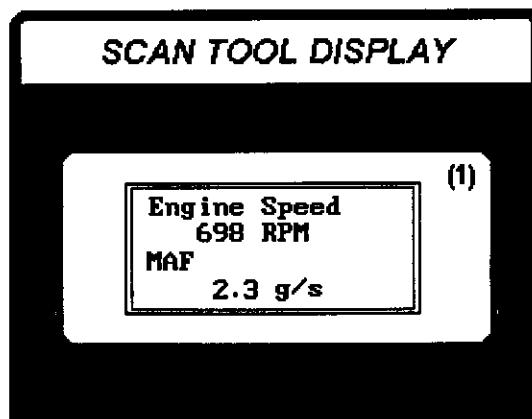 SCAN TOOL DISPLAY
(1)
Engine Speed
698 RPM
MAF
2.3 g/s